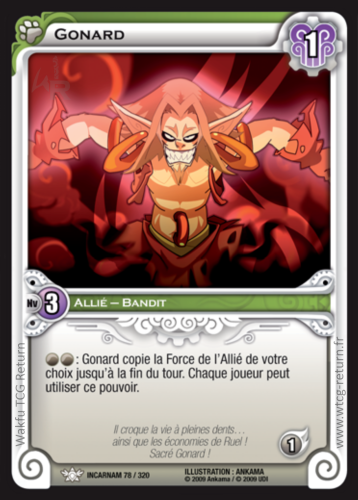 Gonard
1
Nv 3 Allié – Bandit
: Gonard copie la Force de l'Allié de votre
choix jusqu'à la fin du tour. Chaque joueur peut
utiliser ce pouvoir.
Il croque la vie à pleines dents…
ainsi que les économies de Ruel !
Sacré Gonard !
1
INCARNAM 78 / 320
ILLUSTRATION : ANKAMA
© 2009 Ankama / © 2009 UDI
Wakfu TCG Return
www.wtcg-return.fr